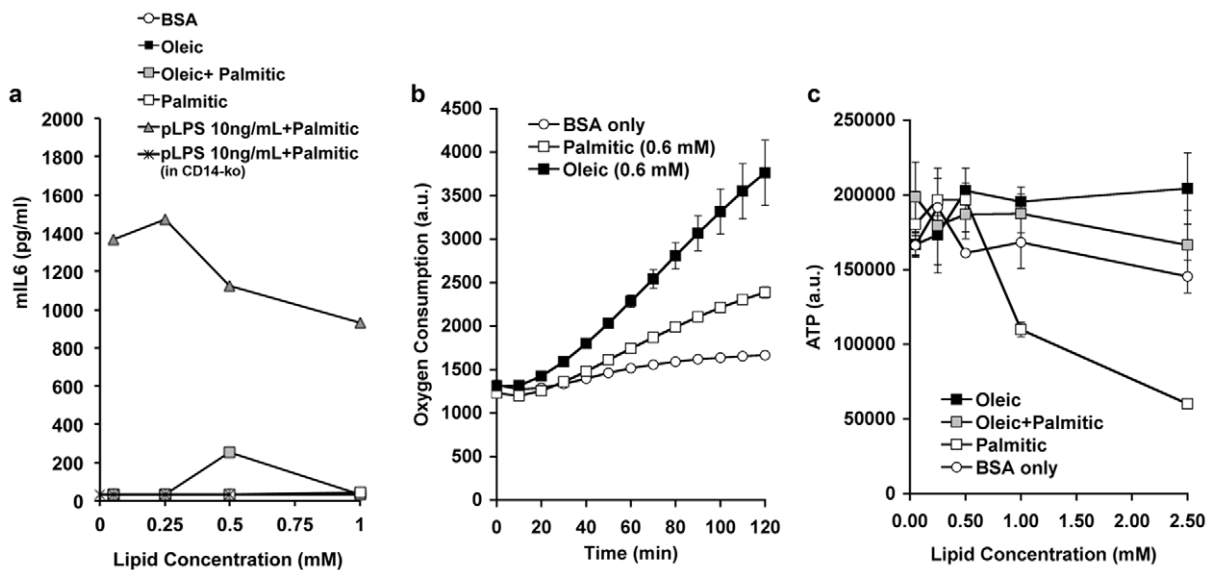 BSA
Oleic
Oleic+ Palmitic
Palmitic
pLPS 10ng/mL+Palmitic
pLPS 10ng/mL+Palmitic
(in CD14-ko)
a
mIL6 (pg/ml)
2000
1800
1600
1400
1200
1000
800
600
400
200
0
0 0.25 0.5 0.75 1
Lipid Concentration (mM)
b
Oxygen Consumption (a.u.)
4500
4000
3500
3000
2500
2000
1500
1000
500
0
BSA only
Palmitic (0.6 mM)
Oleic (0.6 mM)
0 20 40 60 80 100 120
Time (min)
c
ATP (a.u.)
250000
200000
150000
100000
50000
0
Oleic
Oleic+Palmitic
Palmitic
BSA only
0.00 0.50 1.00 1.50 2.00 2.50
Lipid Concentration (mM)